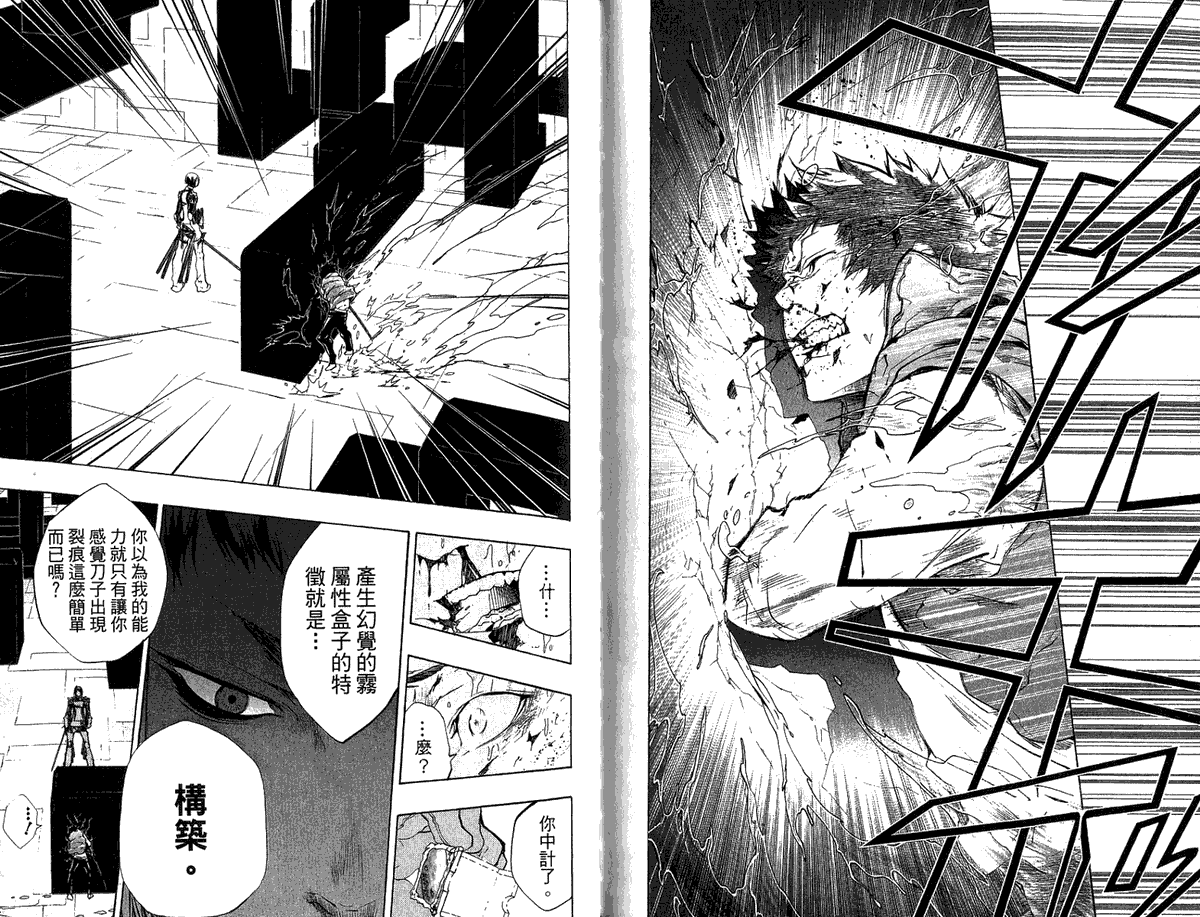 …什…
…麼？
你中計了。
產生幻覺的霧
屬性盒子的特
徵就是…
構築。
你以為我的能
力就只有讓你
感覺刀子出現
裂痕這麼簡單
而已嗎？
…！